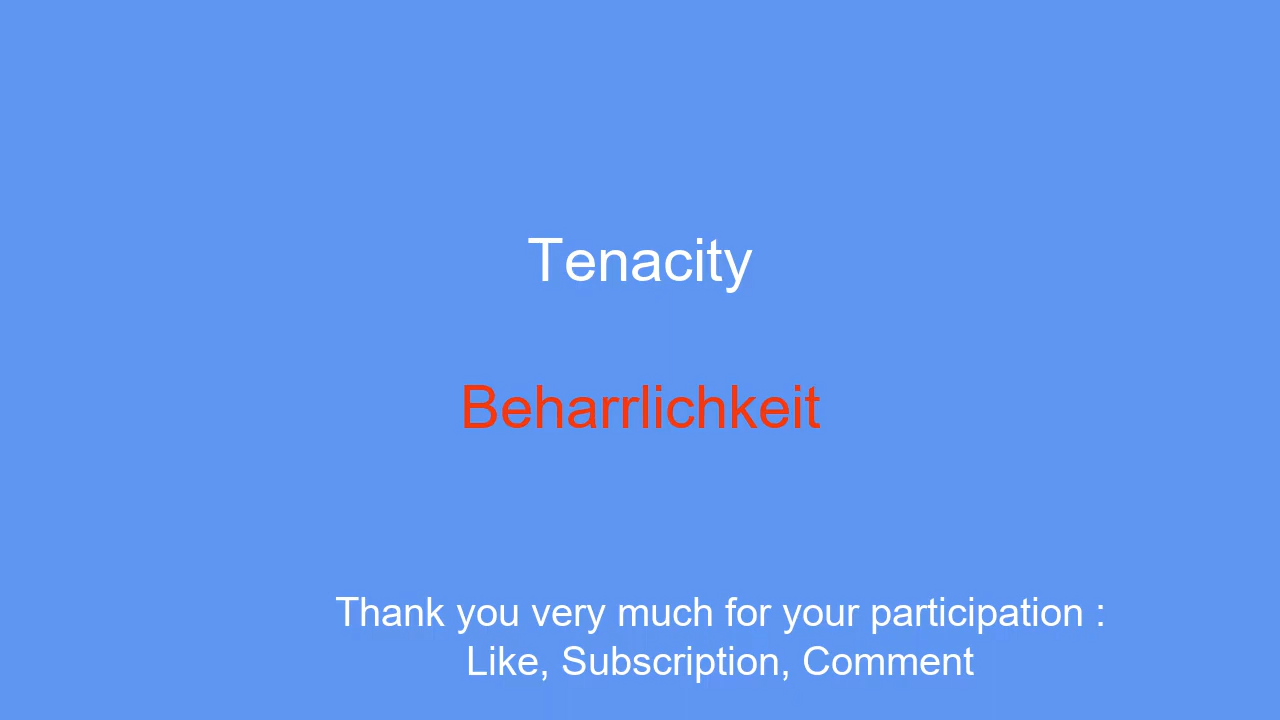 Tenacity
Beharrlichkeit
Thank you very much for your participation :
Like, Subscription, Comment